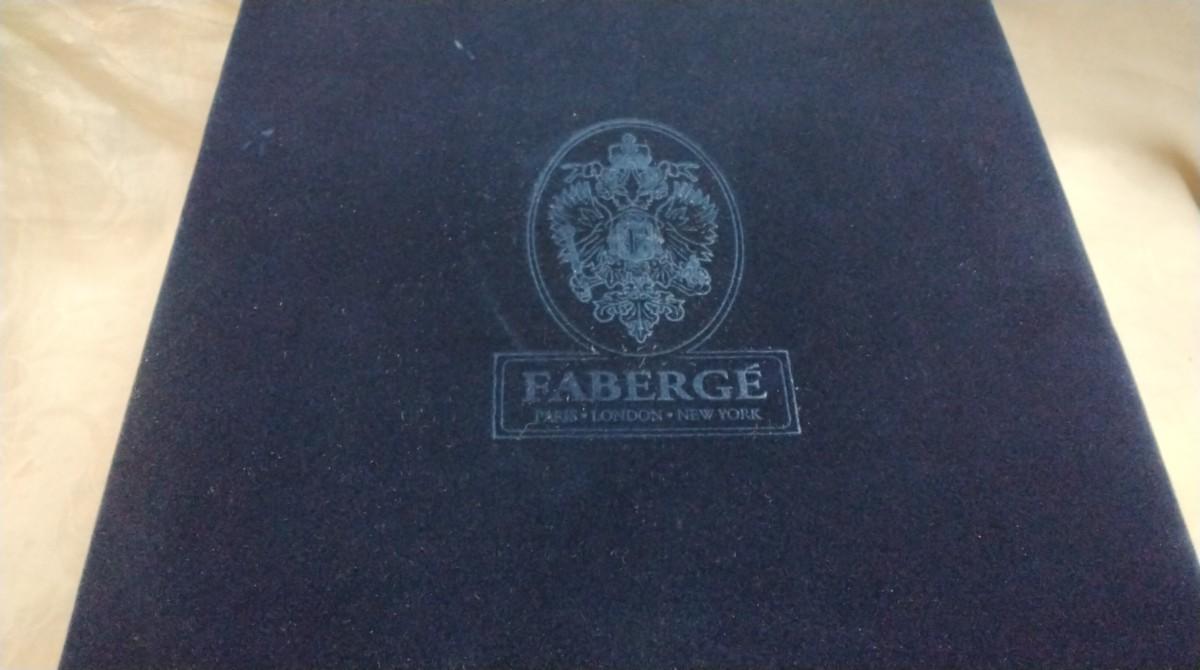 FABERGÉ
PARIS • LONDON • NEW YORK